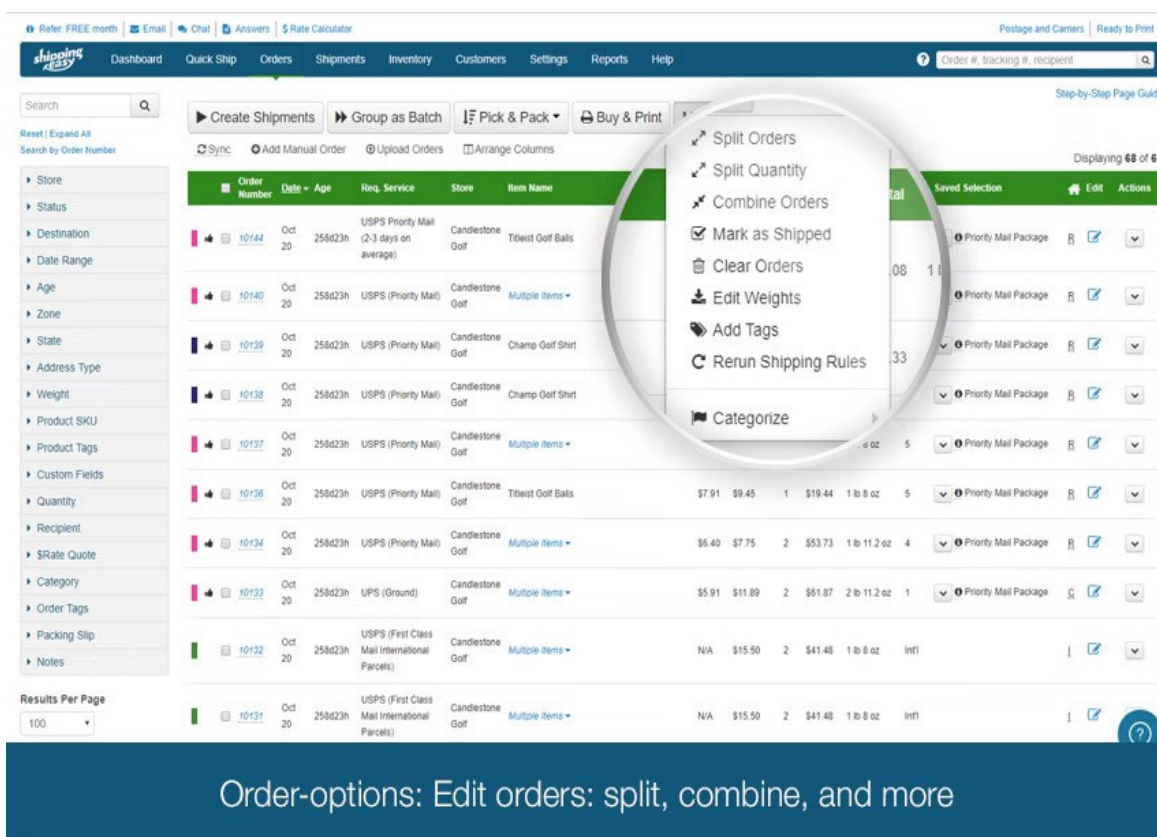 Refer. FREE month Email Chat Answers $ Rate Calculator Postage and Carriers Ready to Print
shipping easy Dashboard Quick Ship Orders Shipments Inventory Customers Settings Reports Help Order #, tracking #, recipient
Step-by-Step Page Guid
Search
Create Shipments Group as Batch Pick & Pack Buy & Print
Reset | Expand All
Search by Order Number
Sync Add Manual Order Upload Orders Arrange Columns
Displaying 68 of 6
Store
Status
Destination
Date Range
Age
Zone
State
Address Type
Weight
Product SKU
Product Tags
Custom Fields
Quantity
Recipient
$Rate Quote
Category
Order Tags
Packing Slip
Notes
Results Per Page
100
Order Number Date Age Req. Service Store Item Name tal Saved Selection Edit Actions
10144 Oct 20 258d23h USPS Priority Mail (2-3 days on average) Candlestone Golf Titleist Golf Balls .08 1 l Priority Mail Package R
10140 Oct 20 258d23h USPS (Priority Mail) Candlestone Golf Multiple Items Priority Mail Package R
10139 Oct 20 258d23h USPS (Priority Mail) Candlestone Golf Champ Golf Shirt .33 Priority Mail Package R
10138 Oct 20 258d23h USPS (Priority Mail) Candlestone Golf Champ Golf Shirt Priority Mail Package R
10137 Oct 20 258d23h USPS (Priority Mail) Candlestone Golf Multiple Items oz 5 Priority Mail Package R
10136 Oct 20 258d23h USPS (Priority Mail) Candlestone Golf Titleist Golf Balls $7.91 $9.45 1 $19.44 1 lb 8 oz 5 Priority Mail Package R
10134 Oct 20 258d23h USPS (Priority Mail) Candlestone Golf Multiple Items $6.40 $7.75 2 $53.73 1 lb 11.2 oz 4 Priority Mail Package R
10133 Oct 20 258d23h UPS (Ground) Candlestone Golf Multiple Items $5.91 $11.89 2 $61.87 2 lb 11.2 oz 1 Priority Mail Package C
10132 Oct 20 258d23h USPS (First Class Mail International Parcels) Candlestone Golf Multiple Items N/A $15.50 2 $41.48 1 lb 8 oz Int'l I
10131 Oct 20 258d23h USPS (First Class Mail International Parcels) Candlestone Golf Multiple Items N/A $15.50 2 $41.48 1 lb 8 oz Int'l I
Split Orders
Split Quantity
Combine Orders
Mark as Shipped
Clear Orders
Edit Weights
Add Tags
Rerun Shipping Rules
Categorize
Order-options: Edit orders: split, combine, and more